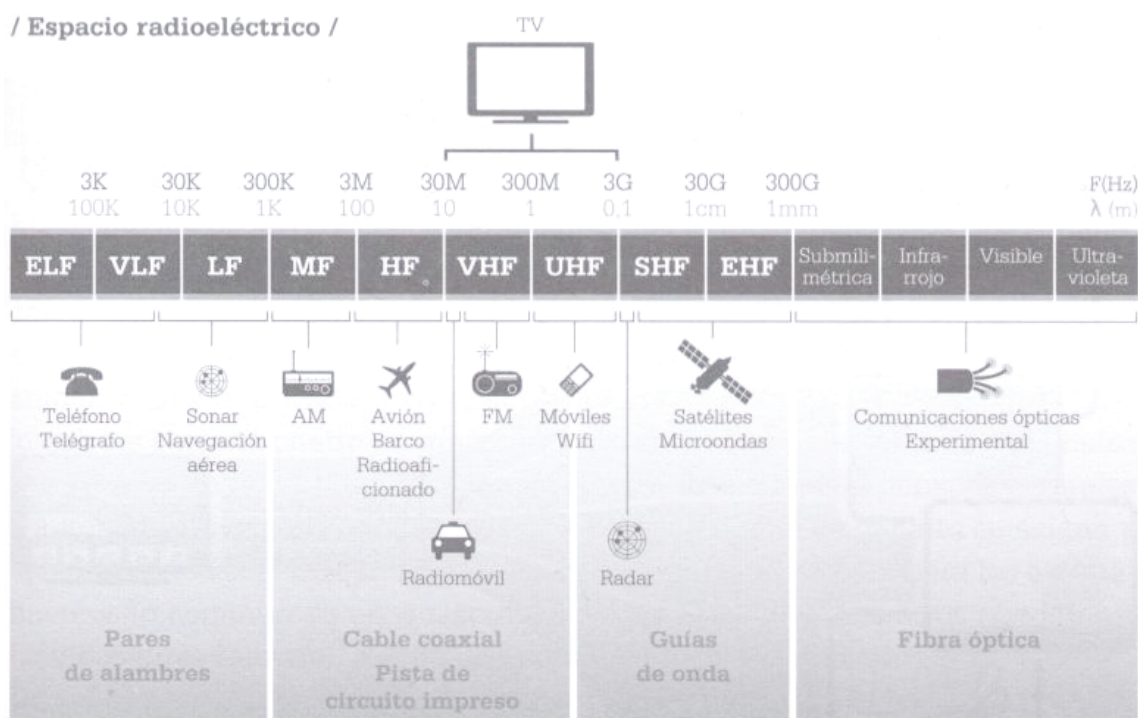 / Espacio radioeléctrico /
TV
3K 30K 300K 3M 30M 300M 3G 30G 300G F(Hz)
100K 10K 1K 100 10 1 0,1 1cm 1mm λ (m)
ELF VLF LF MF HF VHF UHF SHF EHF
Submili-
métrica
Infra-
rrojo
Visible
Ultra-
violeta
Teléfono
Telégrafo
Sonar
Navegación
aérea
AM
Avión
Barco
Radioafi-
cionado
FM
Móviles
Wifi
Satélites
Microondas
Comunicaciones ópticas
Experimental
Radiomóvil
Radar
Pares
de alambres
Cable coaxial
Pista de
circuito impreso
Guías
de onda
Fibra óptica